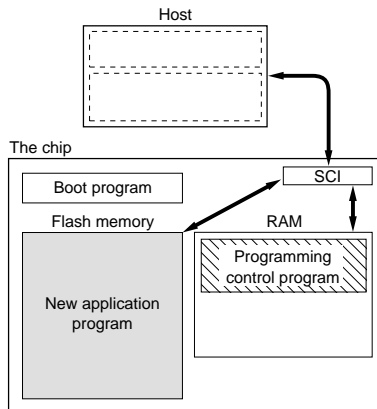 Host
The chip
SCI
Boot program
Flash memory
RAM
Programming
control program
New application
program